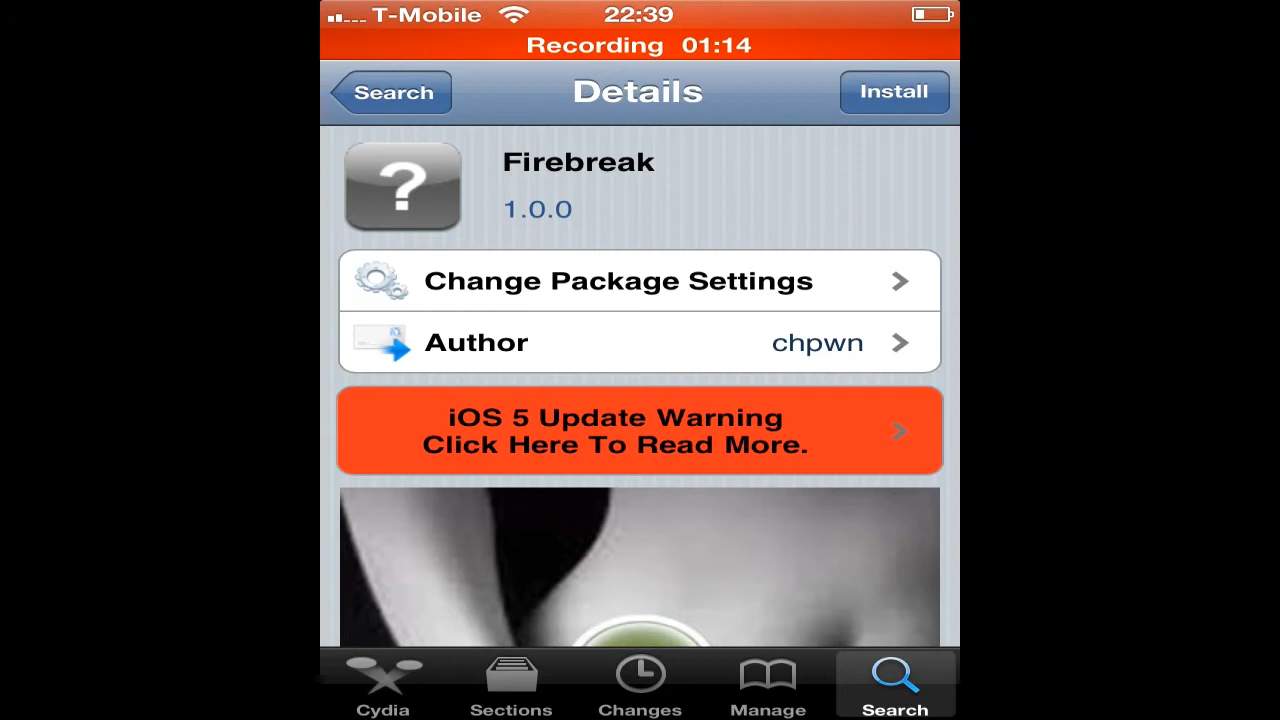 T-Mobile 22:39
Recording 01:14
Search Details Install
?
Firebreak
1.0.0
Change Package Settings
Author chpwn
iOS 5 Update Warning
Click Here To Read More.
Cydia Sections Changes Manage Search